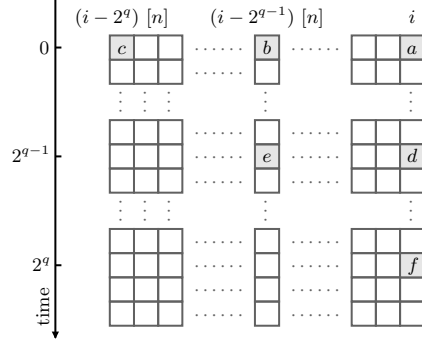 (i − 2^q) [n] (i − 2^{q−1}) [n] i
0 c b a
2^{q−1} e d
2^q f
time